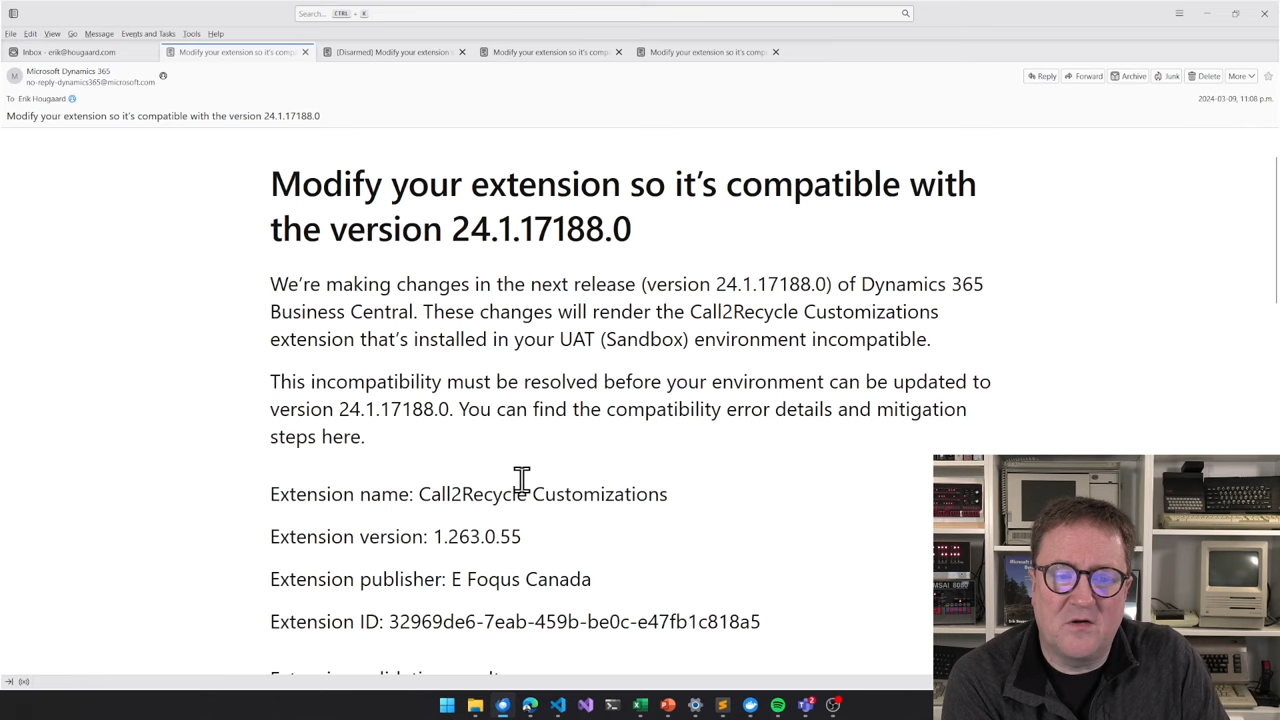 Search... CTRL + K
File Edit View Go Message Events and Tasks Tools Help
Inbox - erik@hougaard.com
Modify your extension so it's compa
(Disarmed) Modify your extension
Modify your extension so it's comp
Modify your extension so it's comp
M
Microsoft Dynamics 365
no-reply-dynamics365@microsoft.com
Reply Forward Archive Junk Delete More
To Erik Hougaard
2024-03-09, 11:08 p.m.
Modify your extension so it's compatible with the version 24.1.17188.0
Modify your extension so it's compatible with
the version 24.1.17188.0
We're making changes in the next release (version 24.1.17188.0) of Dynamics 365
Business Central. These changes will render the Call2Recycle Customizations
extension that's installed in your UAT (Sandbox) environment incompatible.
This incompatibility must be resolved before your environment can be updated to
version 24.1.17188.0. You can find the compatibility error details and mitigation
steps here.
Extension name: Call2Recycle Customizations
Extension version: 1.263.0.55
Extension publisher: E Foqus Canada
Extension ID: 32969de6-7eab-459b-be0c-e47fb1c818a5